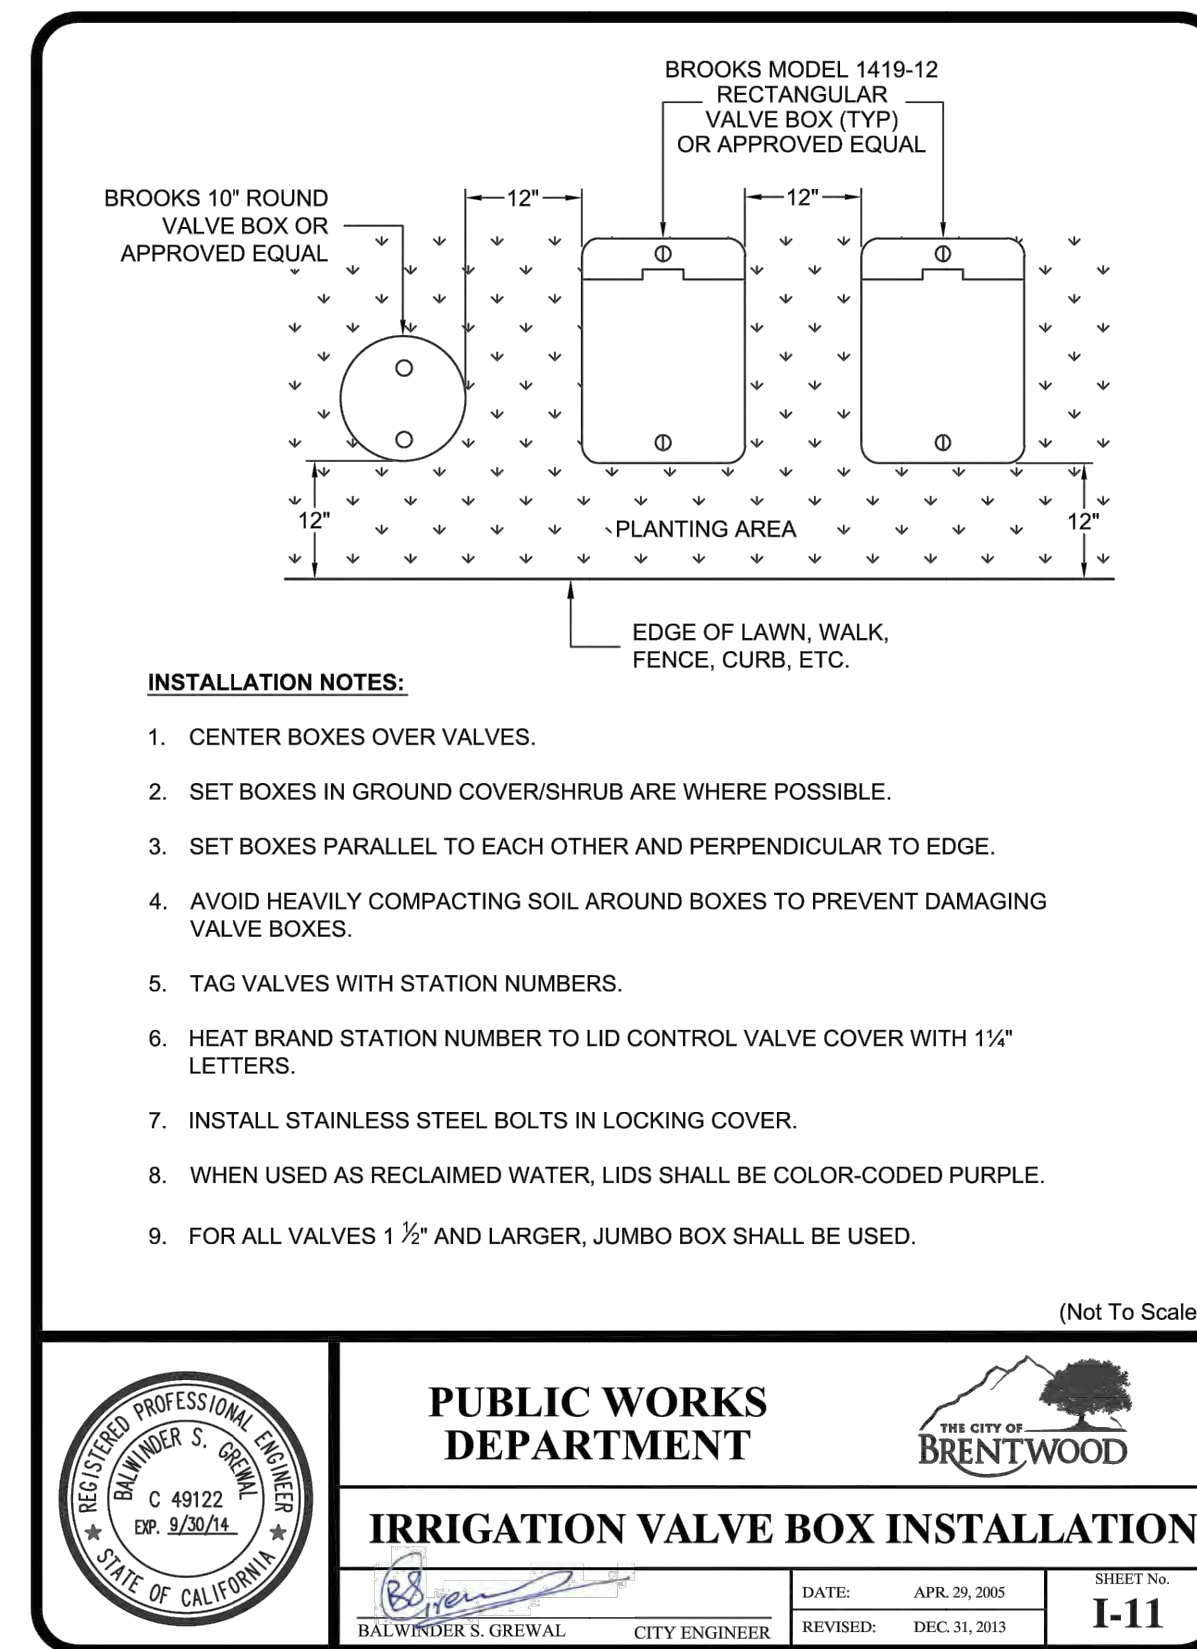 BROOKS MODEL 1419-12
RECTANGULAR
VALVE BOX (TYP)
OR APPROVED EQUAL
BROOKS 10" ROUND
VALVE BOX OR
APPROVED EQUAL
12"
12"
12"
12"
PLANTING AREA
EDGE OF LAWN, WALK,
FENCE, CURB, ETC.
INSTALLATION NOTES:
1. CENTER BOXES OVER VALVES.
2. SET BOXES IN GROUND COVER/SHRUB ARE WHERE POSSIBLE.
3. SET BOXES PARALLEL TO EACH OTHER AND PERPENDICULAR TO EDGE.
4. AVOID HEAVILY COMPACTING SOIL AROUND BOXES TO PREVENT DAMAGING
VALVE BOXES.
5. TAG VALVES WITH STATION NUMBERS.
6. HEAT BRAND STATION NUMBER TO LID CONTROL VALVE COVER WITH 1¼"
LETTERS.
7. INSTALL STAINLESS STEEL BOLTS IN LOCKING COVER.
8. WHEN USED AS RECLAIMED WATER, LIDS SHALL BE COLOR-CODED PURPLE.
9. FOR ALL VALVES 1 ½" AND LARGER, JUMBO BOX SHALL BE USED.
(Not To Scale
REGISTERED PROFESSIONAL ENGINEER
BALWINDER S. GREWAL
C 49122
EXP. 9/30/14
STATE OF CALIFORNIA
PUBLIC WORKS
DEPARTMENT
THE CITY OF
BRENTWOOD
IRRIGATION VALVE BOX INSTALLATION
BALWINDER S. GREWAL CITY ENGINEER
DATE: APR. 29, 2005
REVISED: DEC. 31, 2013
SHEET No.
I-11